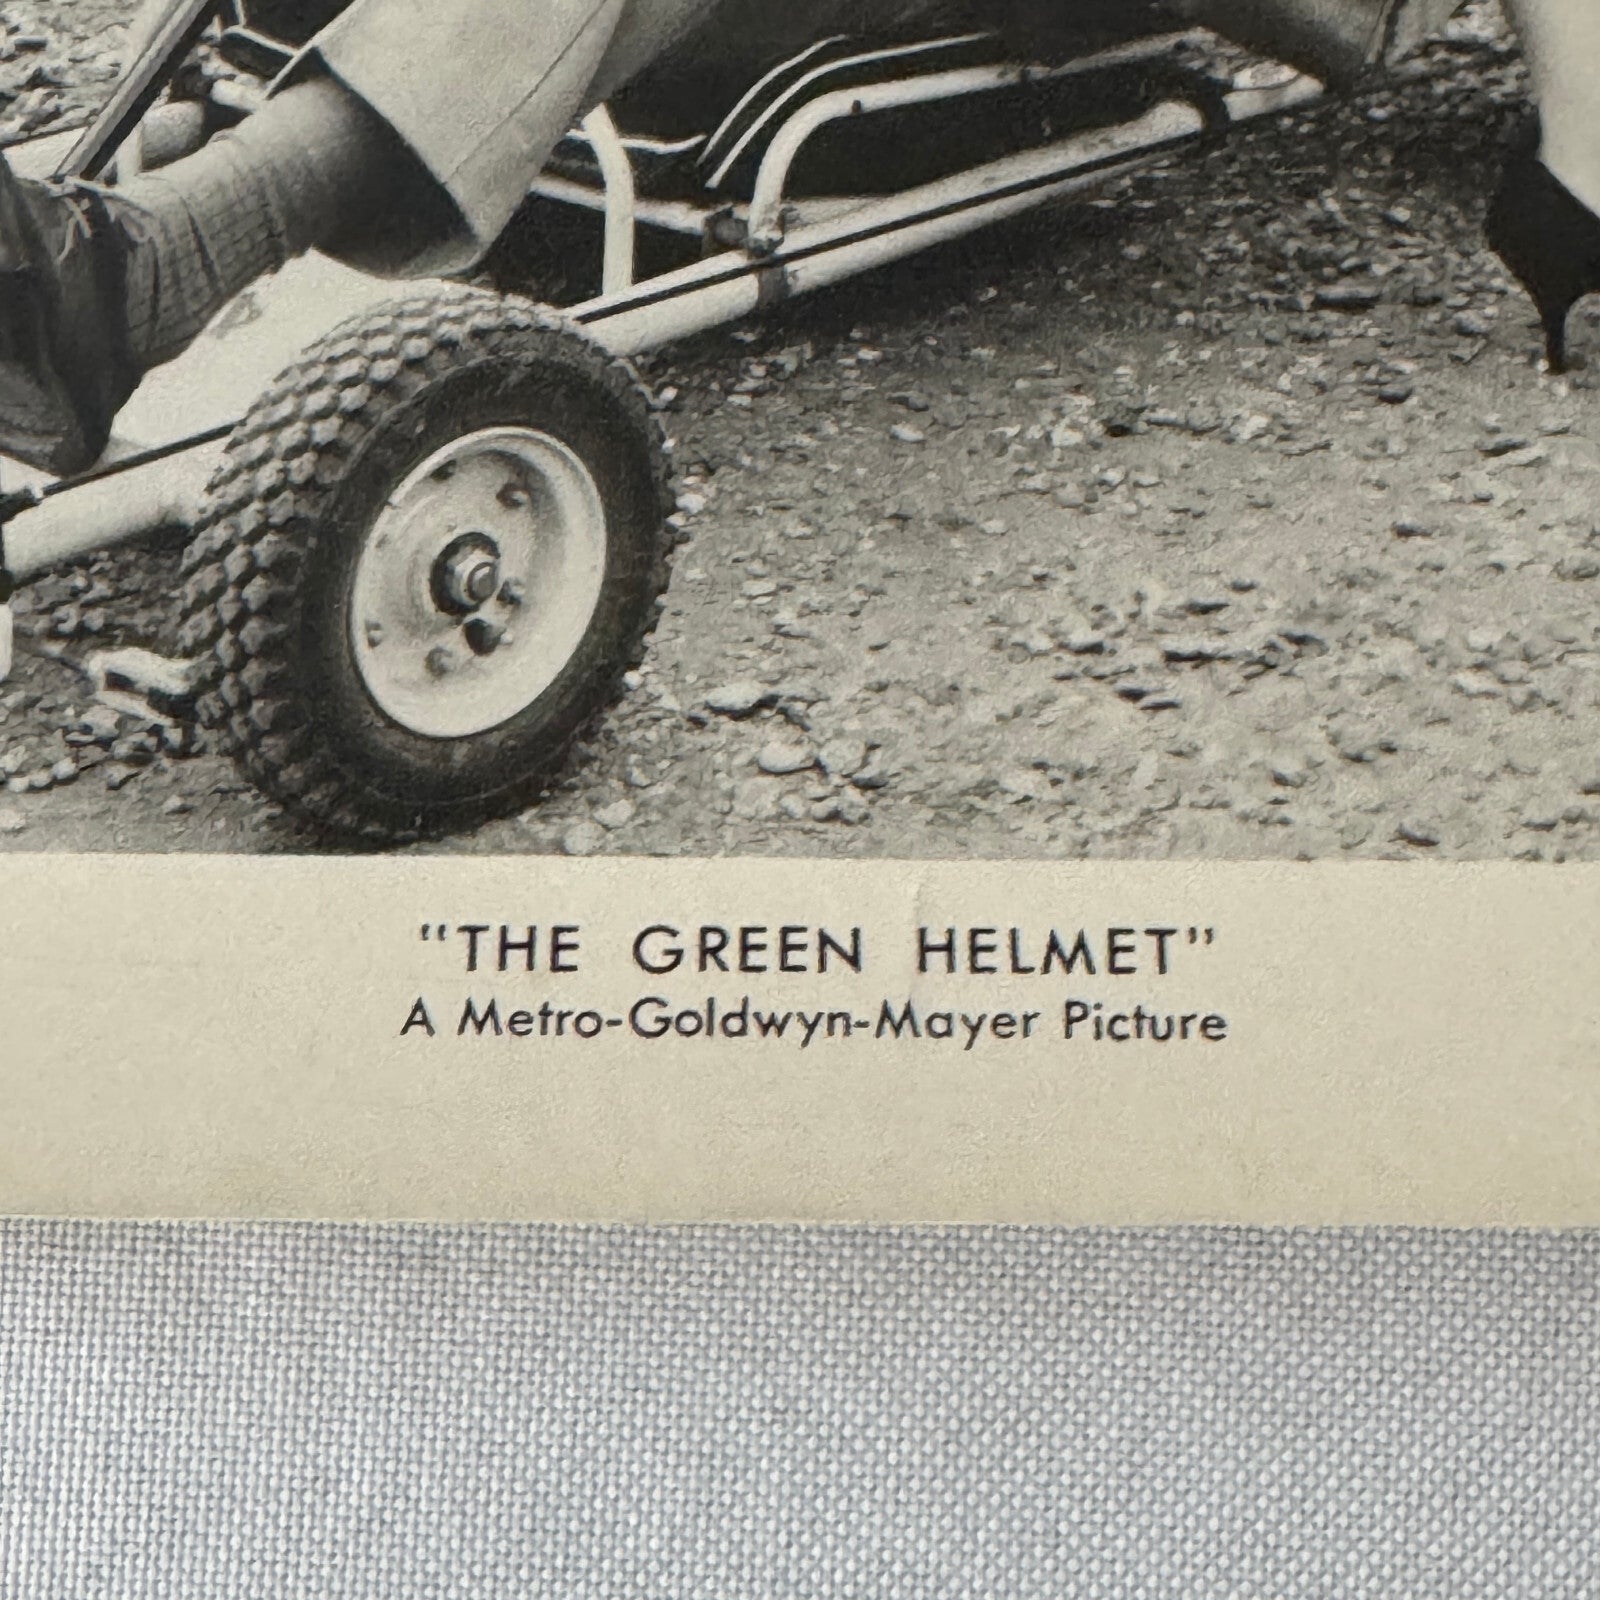 "THE GREEN HELMET"
A Metro-Goldwyn-Mayer Picture